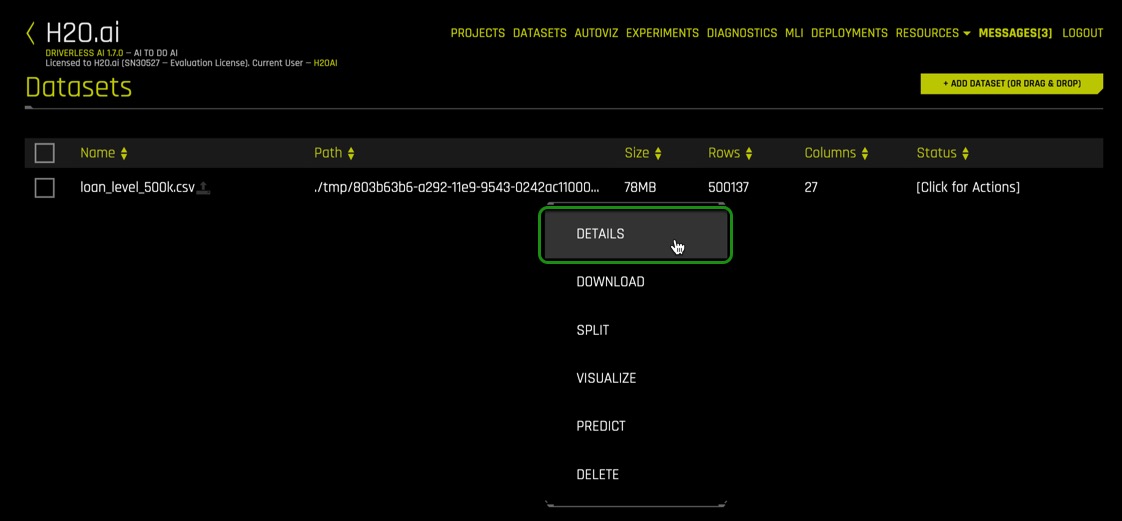 H2O.ai
DRIVERLESS AI 1.7.0 – AI TO DO AI
Licensed to H2O.ai (SN30527 – Evaluation License). Current User – H2OAI
PROJECTS DATASETS AUTOVIZ EXPERIMENTS DIAGNOSTICS MLI DEPLOYMENTS RESOURCES MESSAGES[3] LOGOUT
Datasets
+ ADD DATASET (OR DRAG & DROP)
Name Path Size Rows Columns Status
loan_level_500k.csv ./tmp/803b63b6-a292-11e9-9543-0242ac11000... 78MB 500137 27 [Click for Actions]
DETAILS
DOWNLOAD
SPLIT
VISUALIZE
PREDICT
DELETE